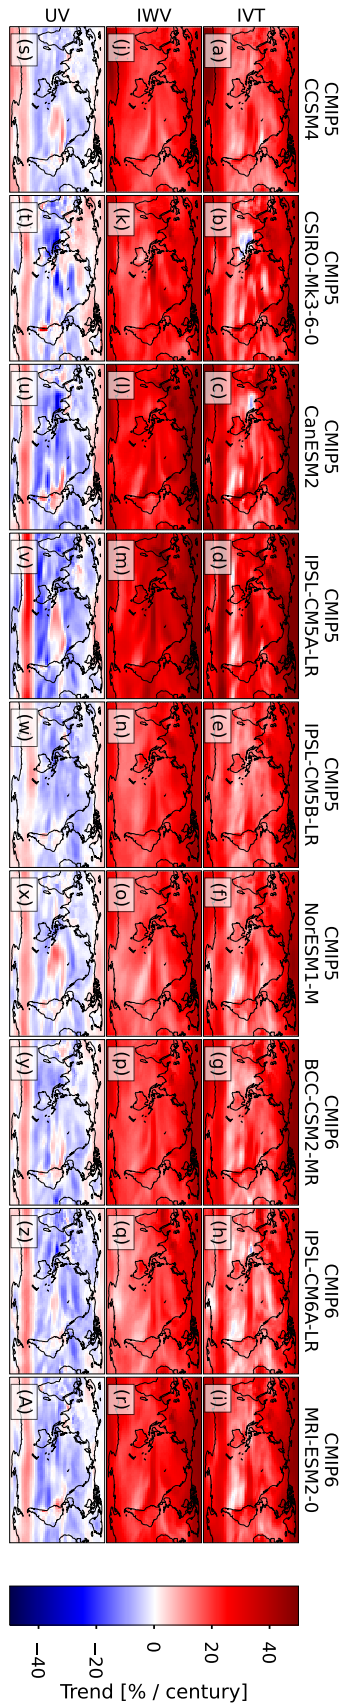 CMIP5
CCSM4
CMIP5
CSIRO-Mk3-6-0
CMIP5
CanESM2
CMIP5
IPSL-CM5A-LR
CMIP5
IPSL-CM5B-LR
CMIP5
NorESM1-M
CMIP6
BCC-CSM2-MR
CMIP6
IPSL-CM6A-LR
CMIP6
MRI-ESM2-0
IVT
(a)
(b)
(c)
(d)
(e)
(f)
(g)
(h)
(i)
IWV
(j)
(k)
(l)
(m)
(n)
(o)
(p)
(q)
(r)
UV
(s)
(t)
(u)
(v)
(w)
(x)
(y)
(z)
(A)
−40
−20
0
20
40
Trend [% / century]